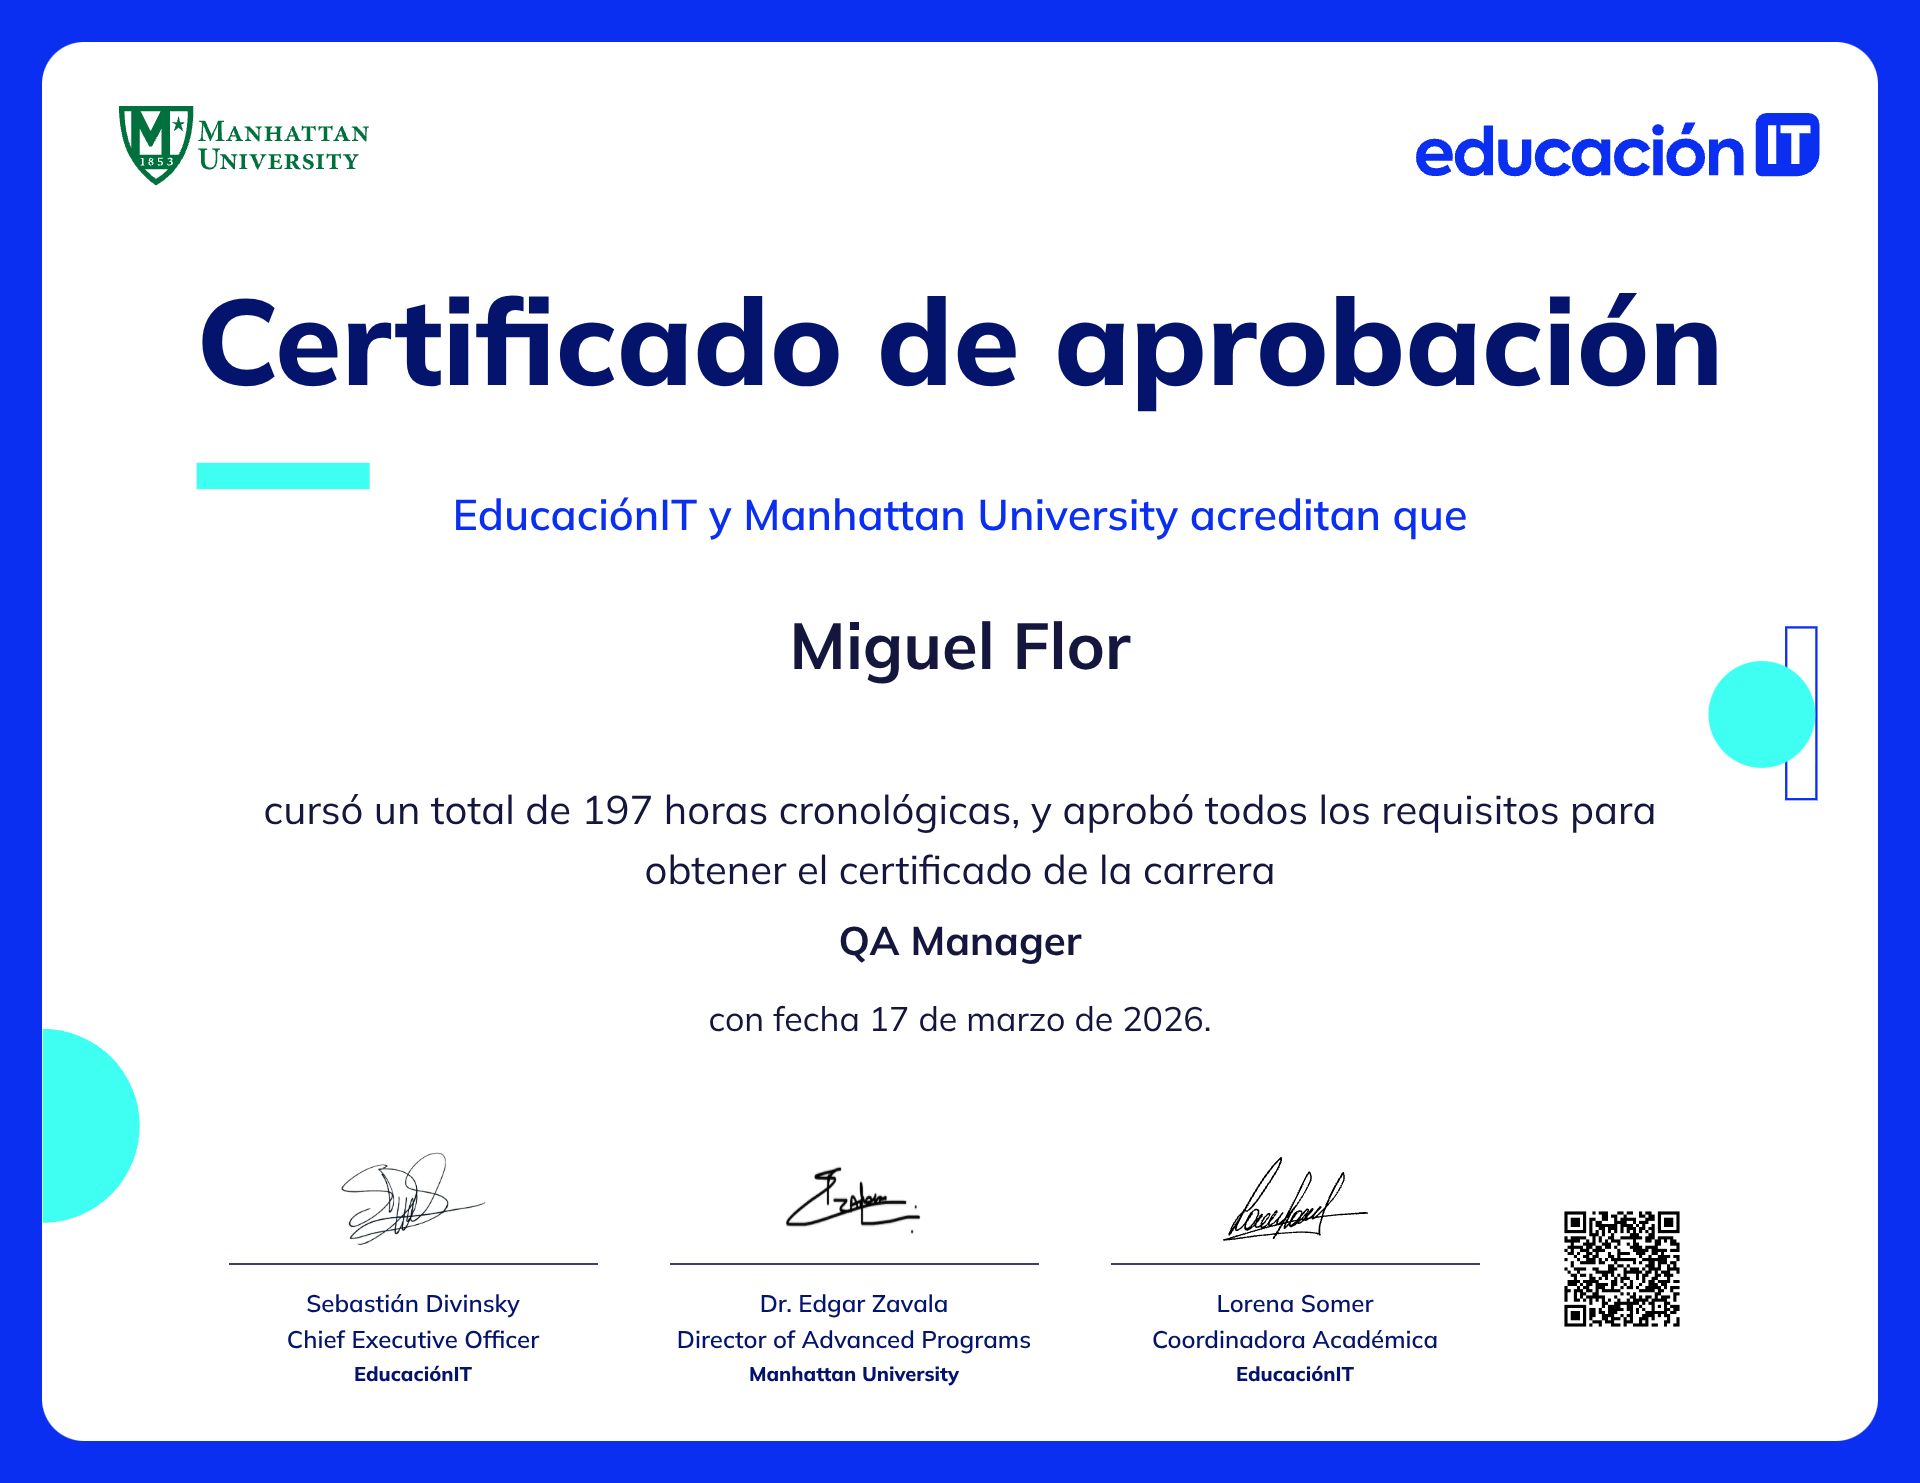 MANHATTAN
UNIVERSITY
M
1853
educación IT
Certificado de aprobación
EducaciónIT y Manhattan University acreditan que
Miguel Flor
cursó un total de 197 horas cronológicas, y aprobó todos los requisitos para
obtener el certificado de la carrera
QA Manager
con fecha 17 de marzo de 2026.
Sebastián Divinsky
Chief Executive Officer
EducaciónIT
Dr. Edgar Zavala
Director of Advanced Programs
Manhattan University
Lorena Somer
Coordinadora Académica
EducaciónIT